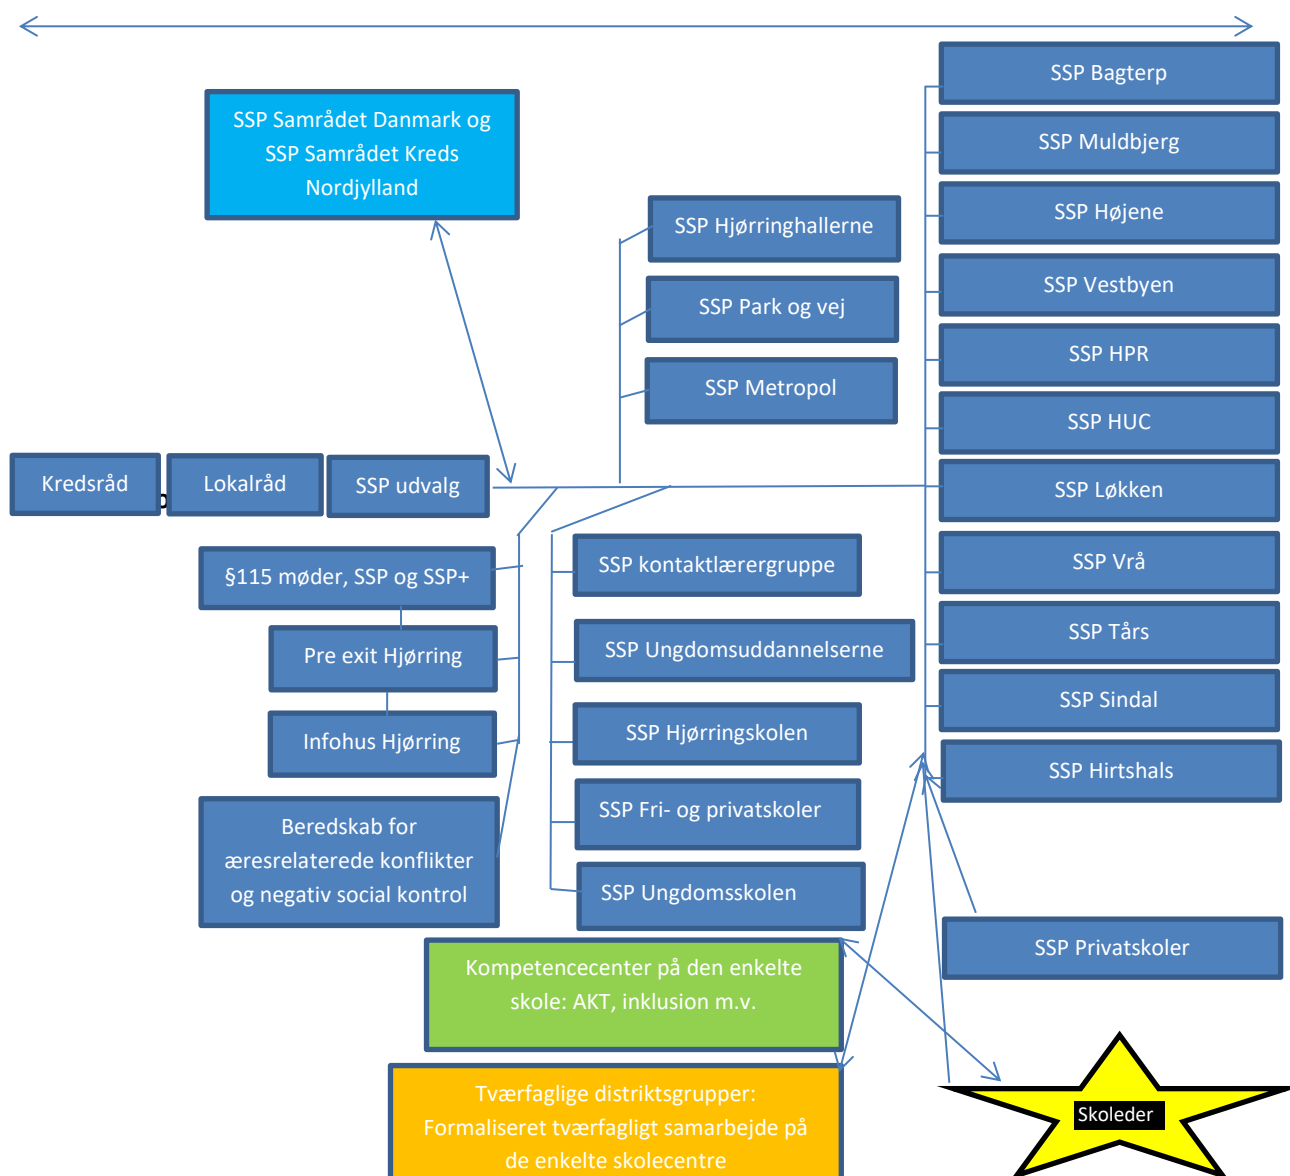 SSP Bagterp
SSP Samrådet Danmark og
SSP Samrådet Kreds
Nordjylland
SSP Muldbjerg
SSP Højene
SSP Hjørringhallerne
SSP Vestbyen
SSP Park og vej
SSP HPR
SSP Metropol
SSP HUC
Kredsråd
Lokalråd
SSP udvalg
SSP Løkken
§115 møder, SSP og SSP+
SSP kontaktlærergruppe
SSP Vrå
Pre exit Hjørring
SSP Ungdomsuddannelserne
SSP Tårs
SSP Sindal
Infohus Hjørring
SSP Hjørringskolen
SSP Hirtshals
Beredskab for
æresrelaterede konflikter
og negativ social kontrol
SSP Fri- og privatskoler
SSP Ungdomsskolen
SSP Privatskoler
Kompetencecenter på den enkelte
skole: AKT, inklusion m.v.
Tværfaglige distriktsgrupper:
Formaliseret tværfagligt samarbejde på
de enkelte skolecentre
Skoleder